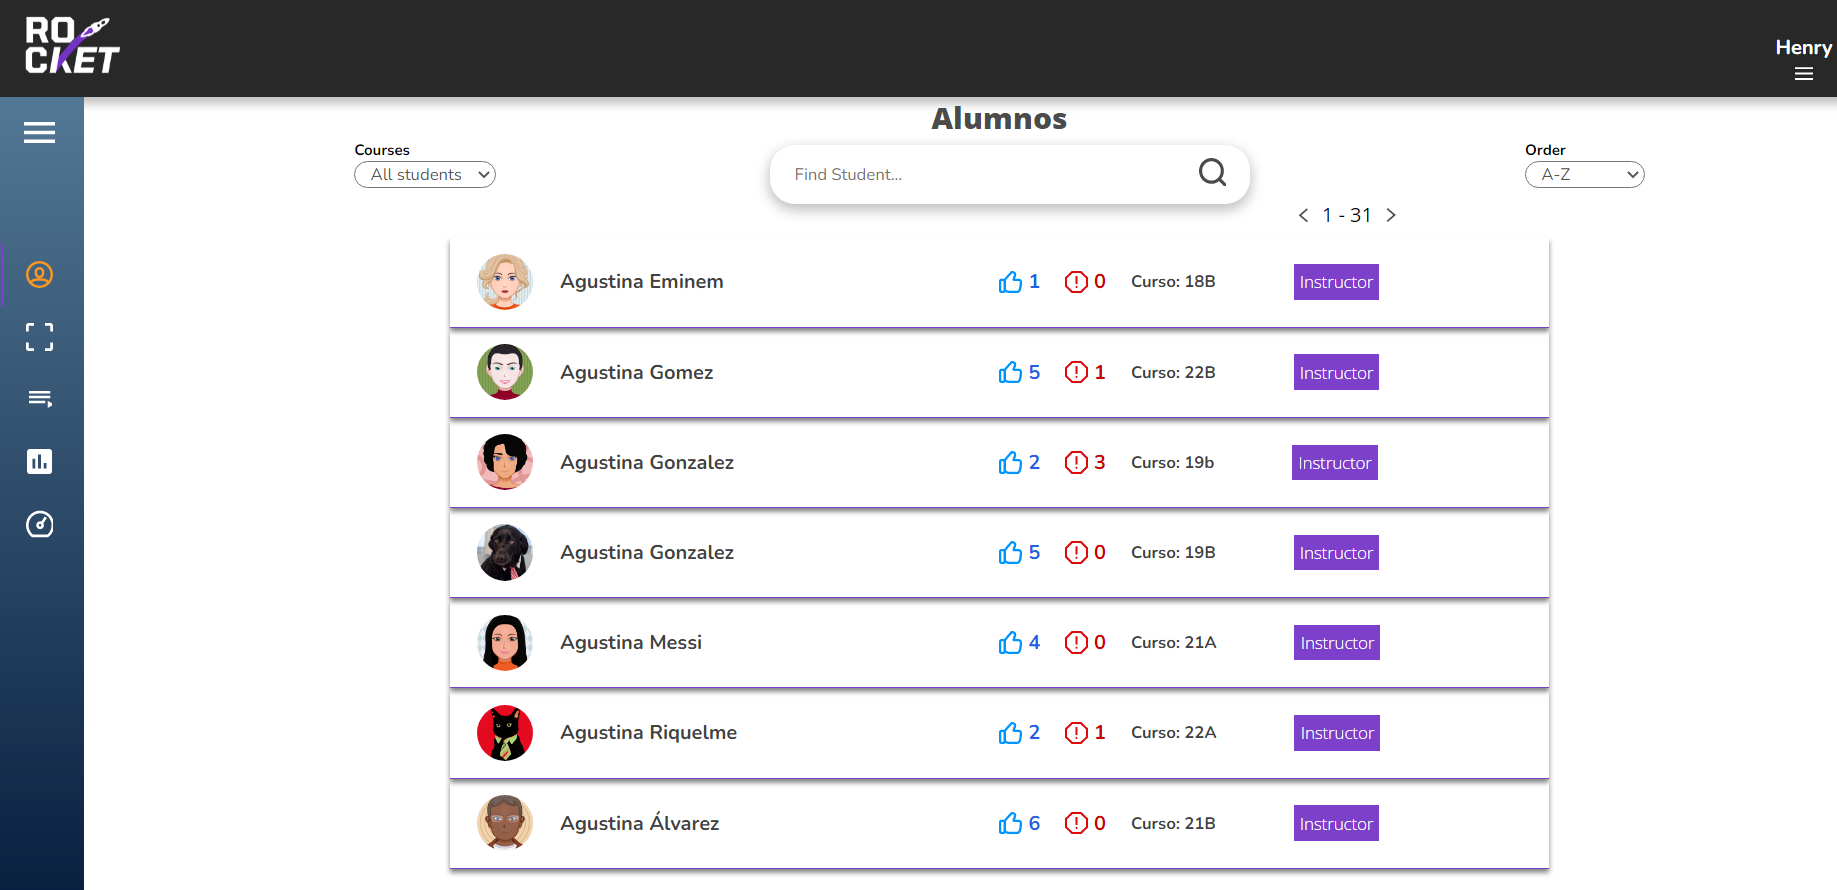 ROCKET
Henry
Alumnos
Courses
All students
Find Student...
Order
A-Z
1 - 31
Agustina Eminem 1 0 Curso: 18B Instructor
Agustina Gomez 5 1 Curso: 22B Instructor
Agustina Gonzalez 2 3 Curso: 19b Instructor
Agustina Gonzalez 5 0 Curso: 19B Instructor
Agustina Messi 4 0 Curso: 21A Instructor
Agustina Riquelme 2 1 Curso: 22A Instructor
Agustina Álvarez 6 0 Curso: 21B Instructor